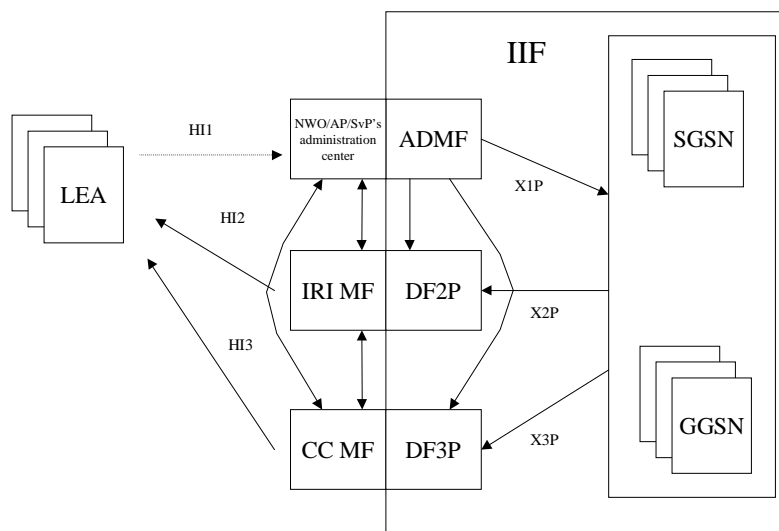 IIF
NWO/AP/SvP's
administration
center
ADMF
SGSN
HI1
LEA
X1P
HI2
IRI MF
DF2P
X2P
HI3
GGSN
CC MF
DF3P
X3P